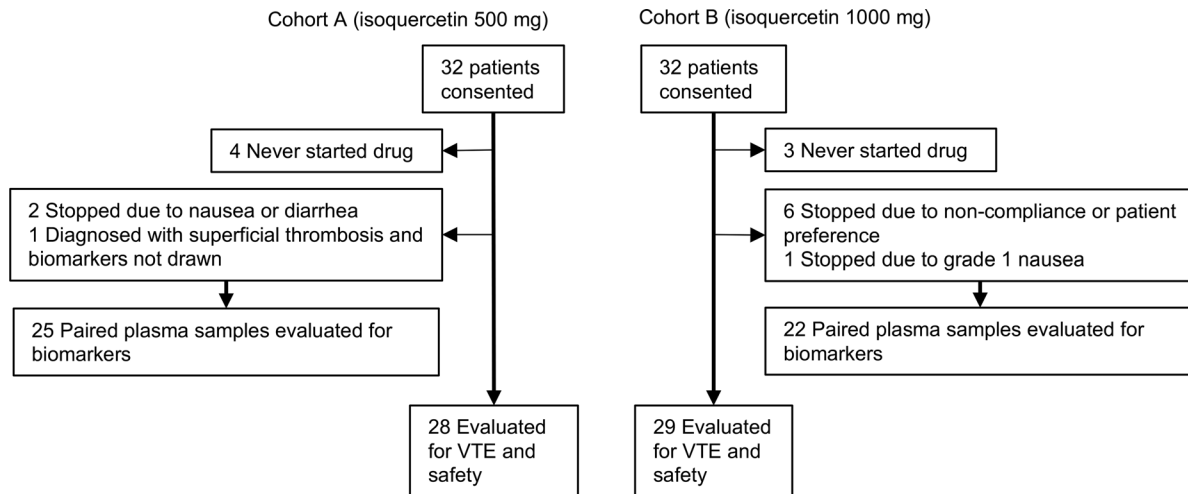 Cohort A (isoquercetin 500 mg)
32 patients
consented
4 Never started drug
2 Stopped due to nausea or diarrhea
1 Diagnosed with superficial thrombosis and
biomarkers not drawn
25 Paired plasma samples evaluated for
biomarkers
28 Evaluated
for VTE and
safety
Cohort B (isoquercetin 1000 mg)
32 patients
consented
3 Never started drug
6 Stopped due to non-compliance or patient
preference
1 Stopped due to grade 1 nausea
22 Paired plasma samples evaluated for
biomarkers
29 Evaluated
for VTE and
safety